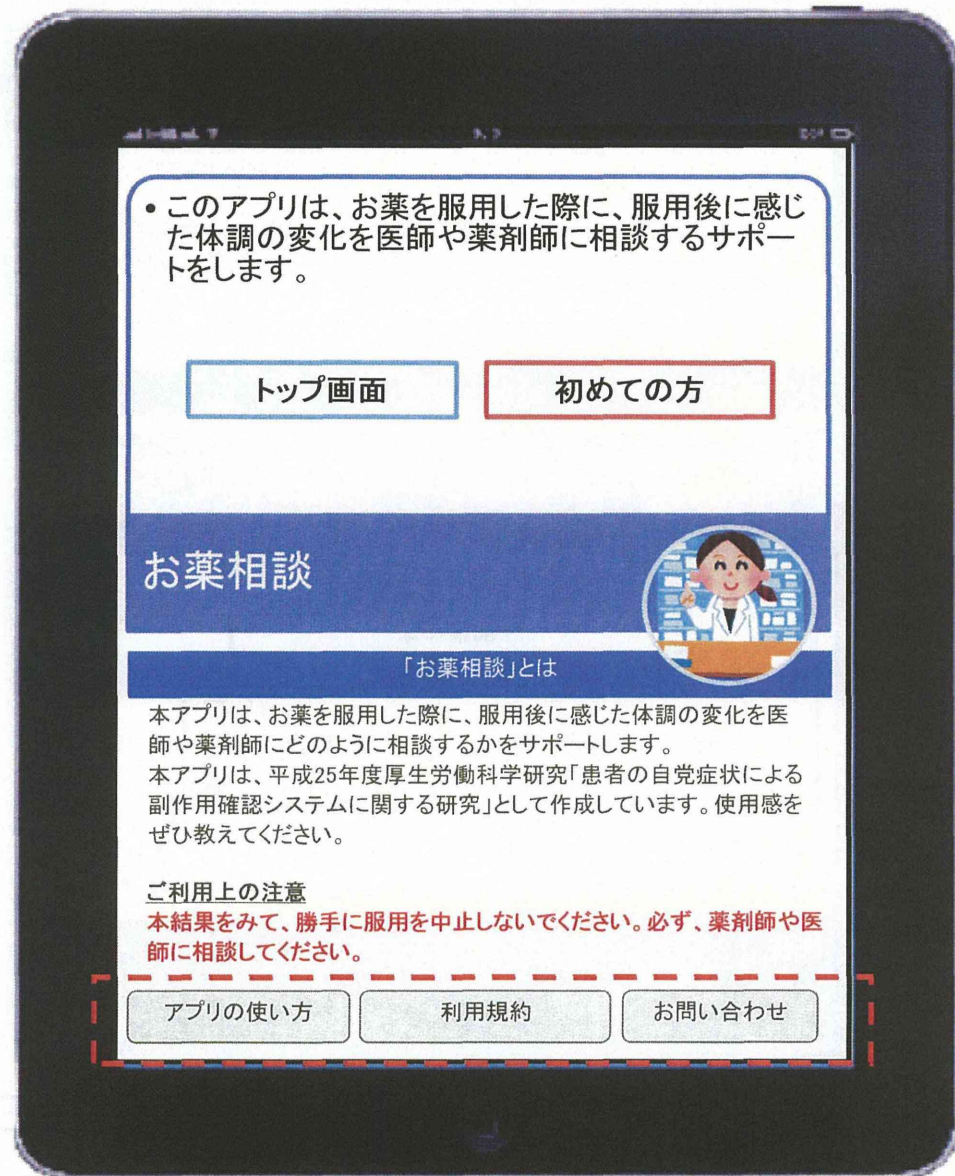 • このアプリは、お薬を服用した際に、服用後に感じ
た体調の変化を医師や薬剤師に相談するサポー
トをします。
トップ画面
初めての方
お薬相談
「お薬相談」とは
本アプリは、お薬を服用した際に、服用後に感じた体調の変化を医
師や薬剤師にどのように相談するかをサポートします。
本アプリは、平成25年度厚生労働科学研究「患者の自党症状による
副作用確認システムに関する研究」として作成しています。使用感を
ぜひ教えてください。
ご利用上の注意
本結果をみて、勝手に服用を中止しないでください。必ず、薬剤師や医
師に相談してください。
アプリの使い方
利用規約
お問い合わせ